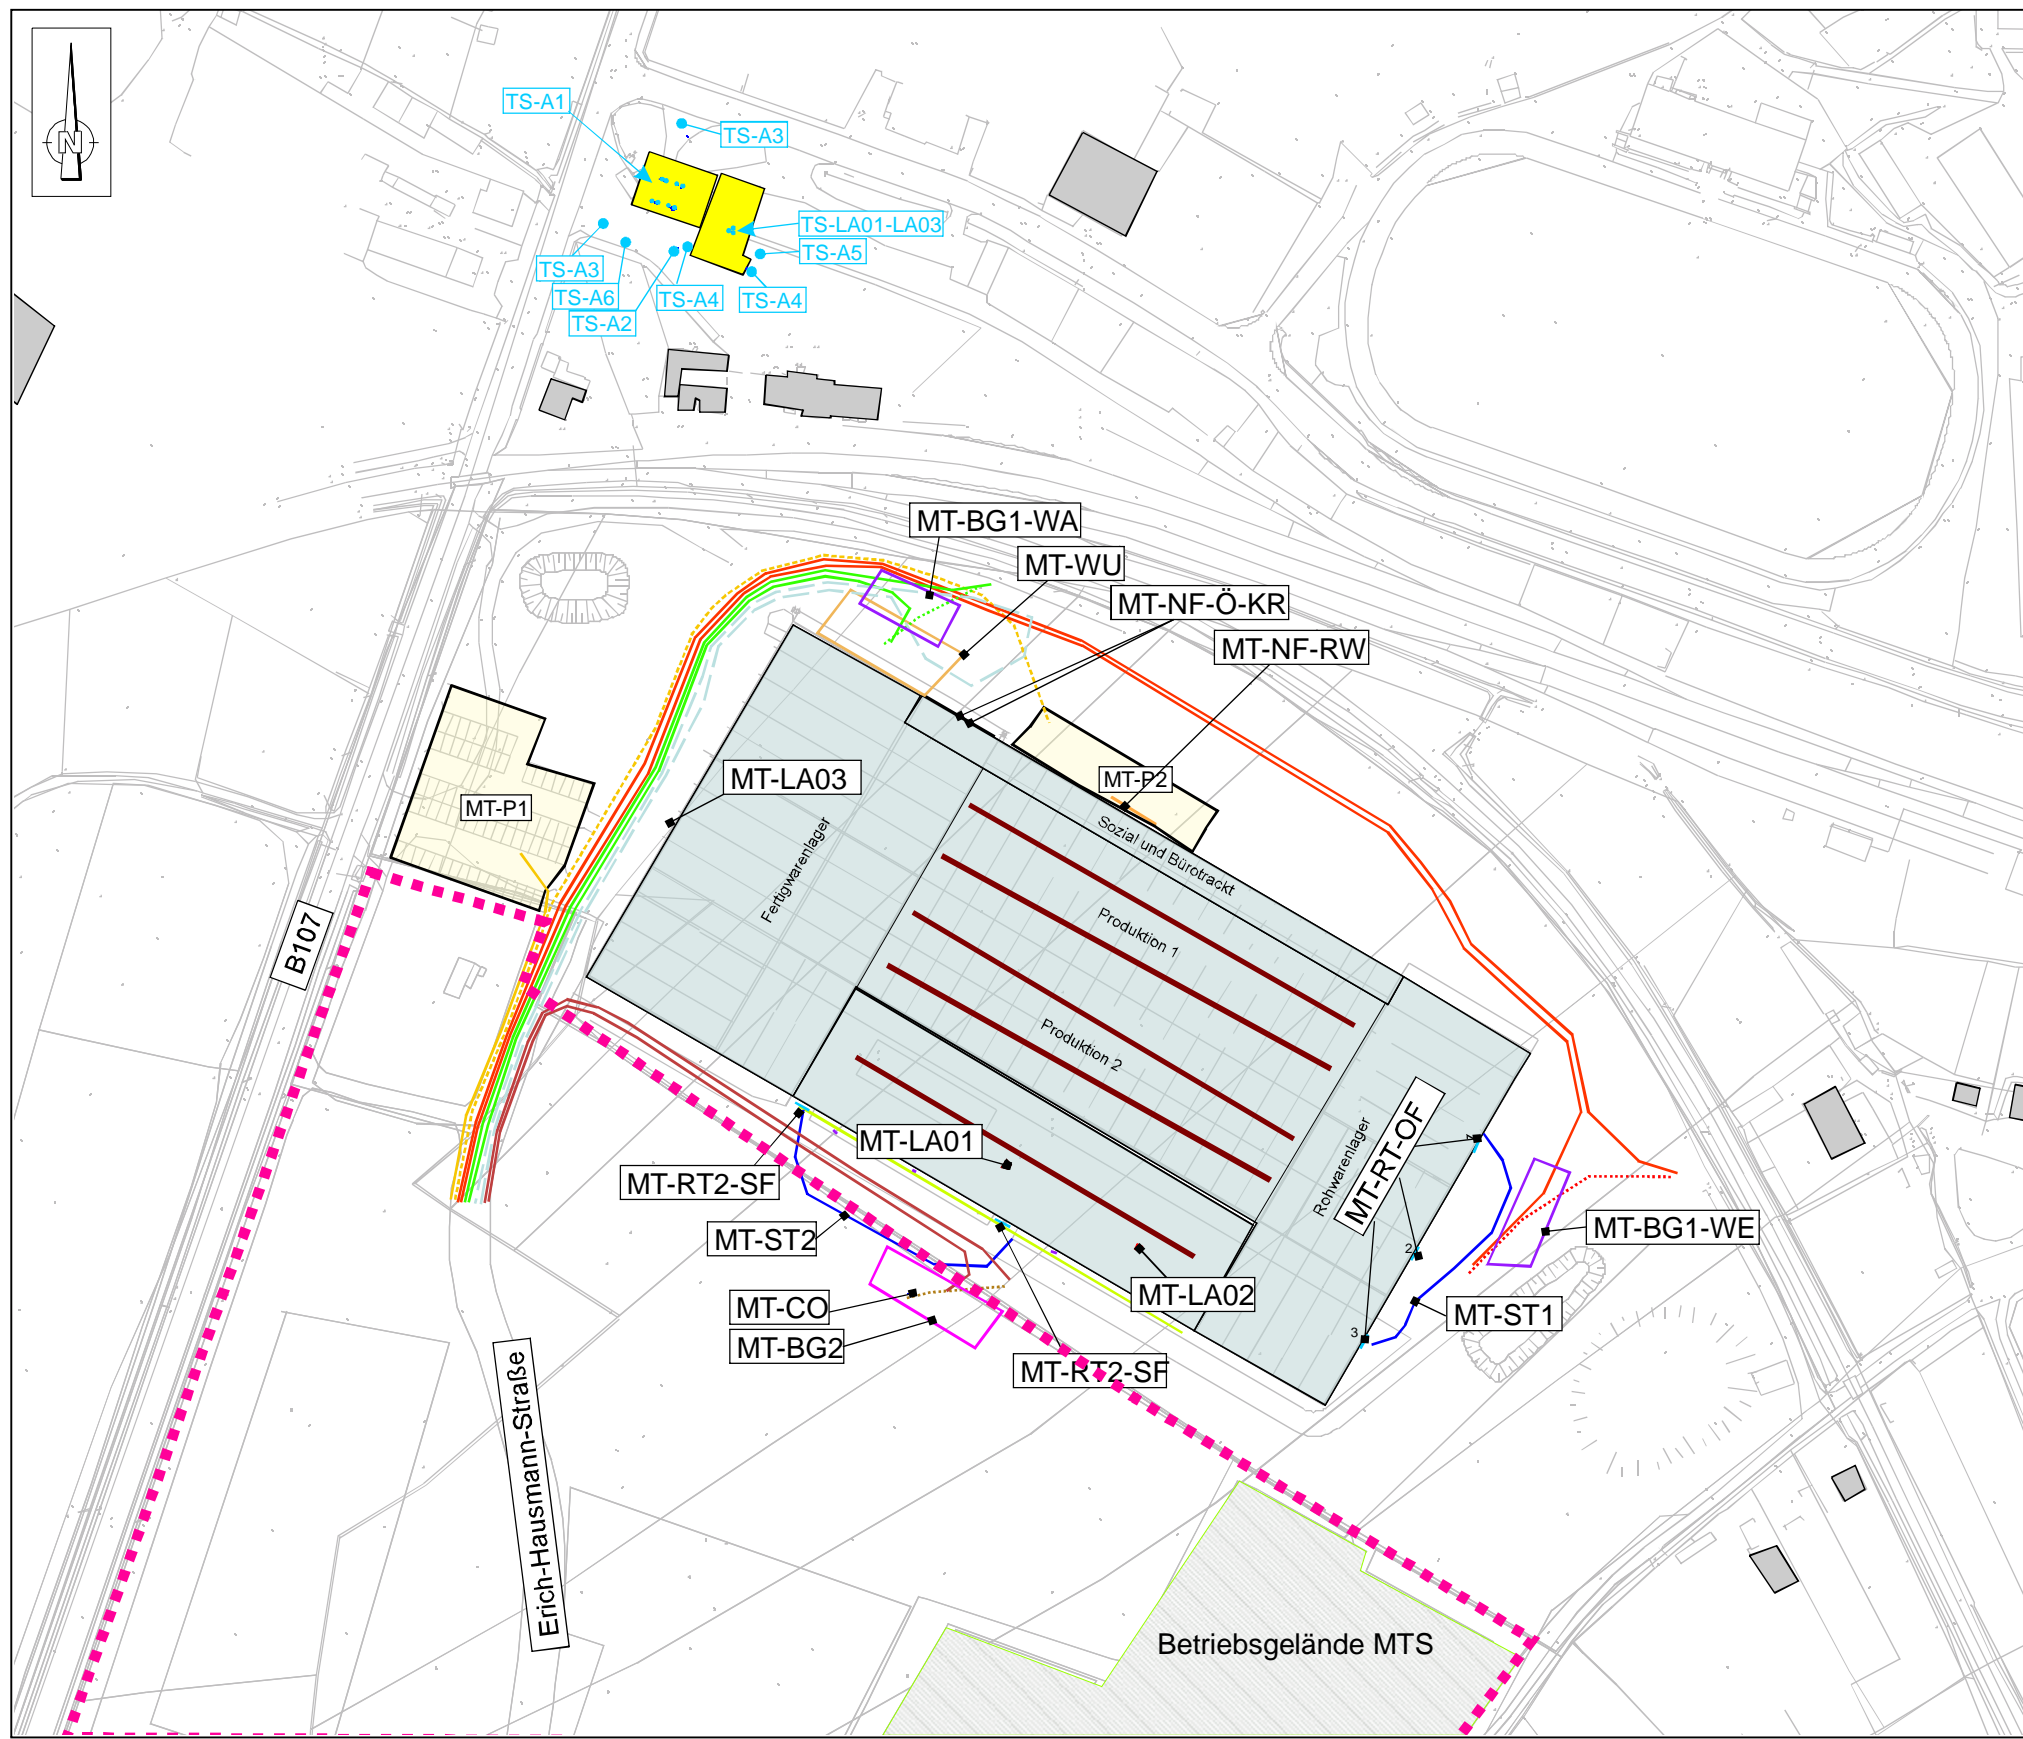 N
TS-A1
TS-A3
TS-LA01-LA03
TS-A5
TS-A3
TS-A6
TS-A4
TS-A4
TS-A2
MT-BG1-WA
MT-WU
MT-NF-Ö-KR
MT-NF-RW
MT-LA03
MT-P2
MT-P1
Sozial und Bürotrackt
Fertigwarenlager
Produktion 1
B107
Produktion 2
MT-RT-OF
Rohwarenlager
MT-LA01
MT-RT2-SF
MT-ST2
MT-BG1-WE
2
MT-LA02
MT-CO
MT-ST1
3
MT-BG2
MT-RT2-SF
Erich-Hausmann-Straße
Betriebsgelände MTS